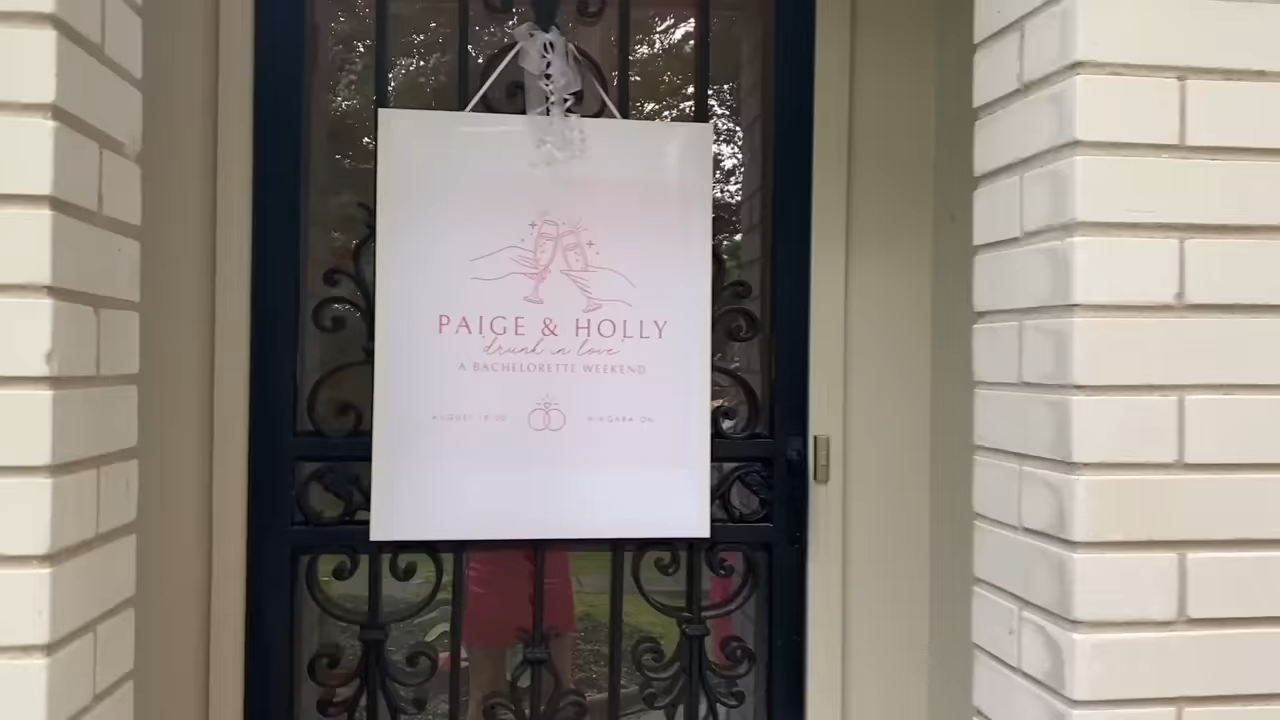 PAIGE & HOLLY
drunk in love
A BACHELORETTE WEEKEND
AUGUST 18-20 NIAGARA ON